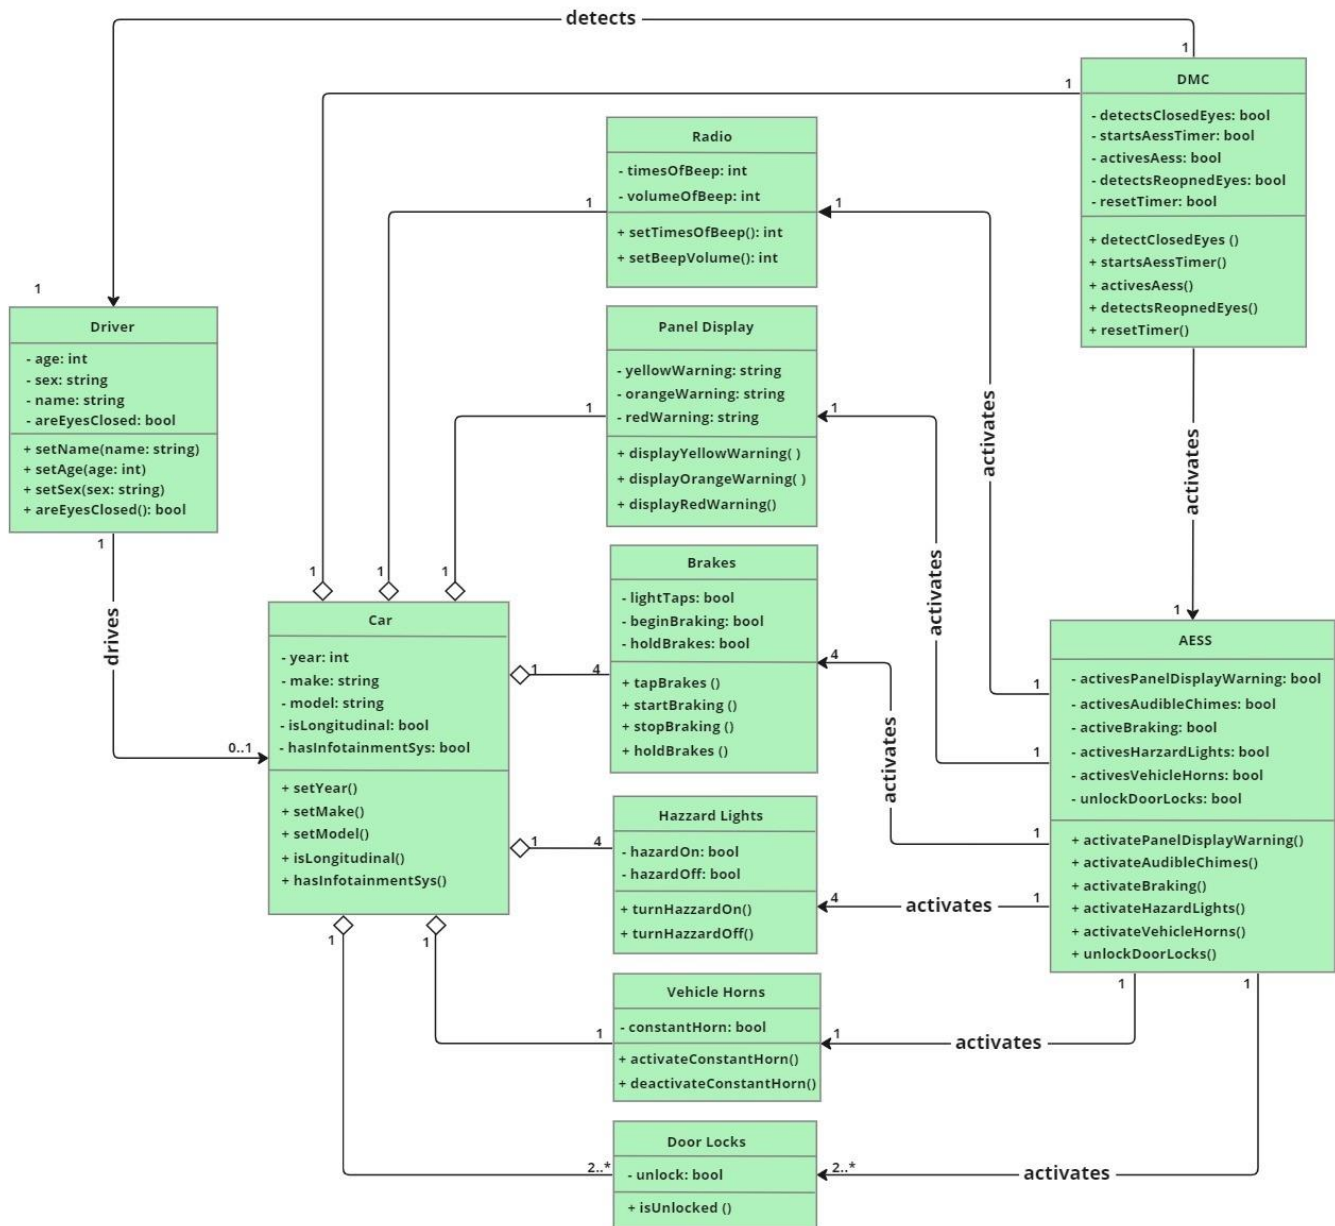 detects
1
1
DMC
- detectsClosedEyes: bool
- startsAessTimer: bool
- activesAess: bool
- detectsReopnedEyes: bool
- resetTimer: bool
+ detectClosedEyes ()
+ startsAessTimer()
+ activesAess()
+ detectsReopnedEyes()
+ resetTimer()
Radio
- timesOfBeep: int
- volumeOfBeep: int
+ setTimesOfBeep(): int
+ setBeepVolume(): int
1
1
1
Driver
- age: int
- sex: string
- name: string
- areEyesClosed: bool
+ setName(name: string)
+ setAge(age: int)
+ setSex(sex: string)
+ areEyesClosed(): bool
1
drives
0..1
Panel Display
- yellowWarning: string
- orangeWarning: string
- redWarning: string
+ displayYellowWarning( )
+ displayOrangeWarning( )
+ displayRedWarning()
1
1
activates
activates
activates
activates
1
1
1
Car
- year: int
- make: string
- model: string
- isLongitudinal: bool
- hasInfotainmentSys: bool
+ setYear()
+ setMake()
+ setModel()
+ isLongitudinal()
+ hasInfotainmentSys()
Brakes
- lightTaps: bool
- beginBraking: bool
- holdBrakes: bool
+ tapBrakes ()
+ startBraking ()
+ stopBraking ()
+ holdBrakes ()
1
4
4
1
AESS
- activesPanelDisplayWarning: bool
- activesAudibleChimes: bool
- activeBraking: bool
- activesHarzardLights: bool
- activesVehicleHorns: bool
- unlockDoorLocks: bool
+ activatePanelDisplayWarning()
+ activateAudibleChimes()
+ activateBraking()
+ activateHazardLights()
+ activateVehicleHorns()
+ unlockDoorLocks()
1
1
1
Hazzard Lights
- hazardOn: bool
- hazardOff: bool
+ turnHazzardOn()
+ turnHazzardOff()
1
4
4
activates
1
1
1
1
1
Vehicle Horns
- constantHorn: bool
+ activateConstantHorn()
+ deactivateConstantHorn()
1
1
activates
Door Locks
- unlock: bool
+ isUnlocked ()
2..*
2..*
activates